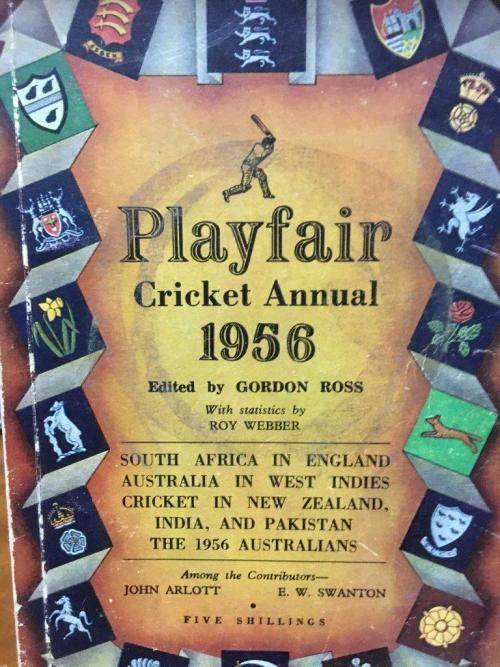 Playfair
Cricket Annual
1956
Edited by GORDON ROSS
With statistics by
ROY WEBBER
SOUTH AFRICA IN ENGLAND
AUSTRALIA IN WEST INDIES
CRICKET IN NEW ZEALAND,
INDIA, AND PAKISTAN
THE 1956 AUSTRALIANS
Among the Contributors—
JOHN ARLOTT E. W. SWANTON
•
FIVE SHILLINGS